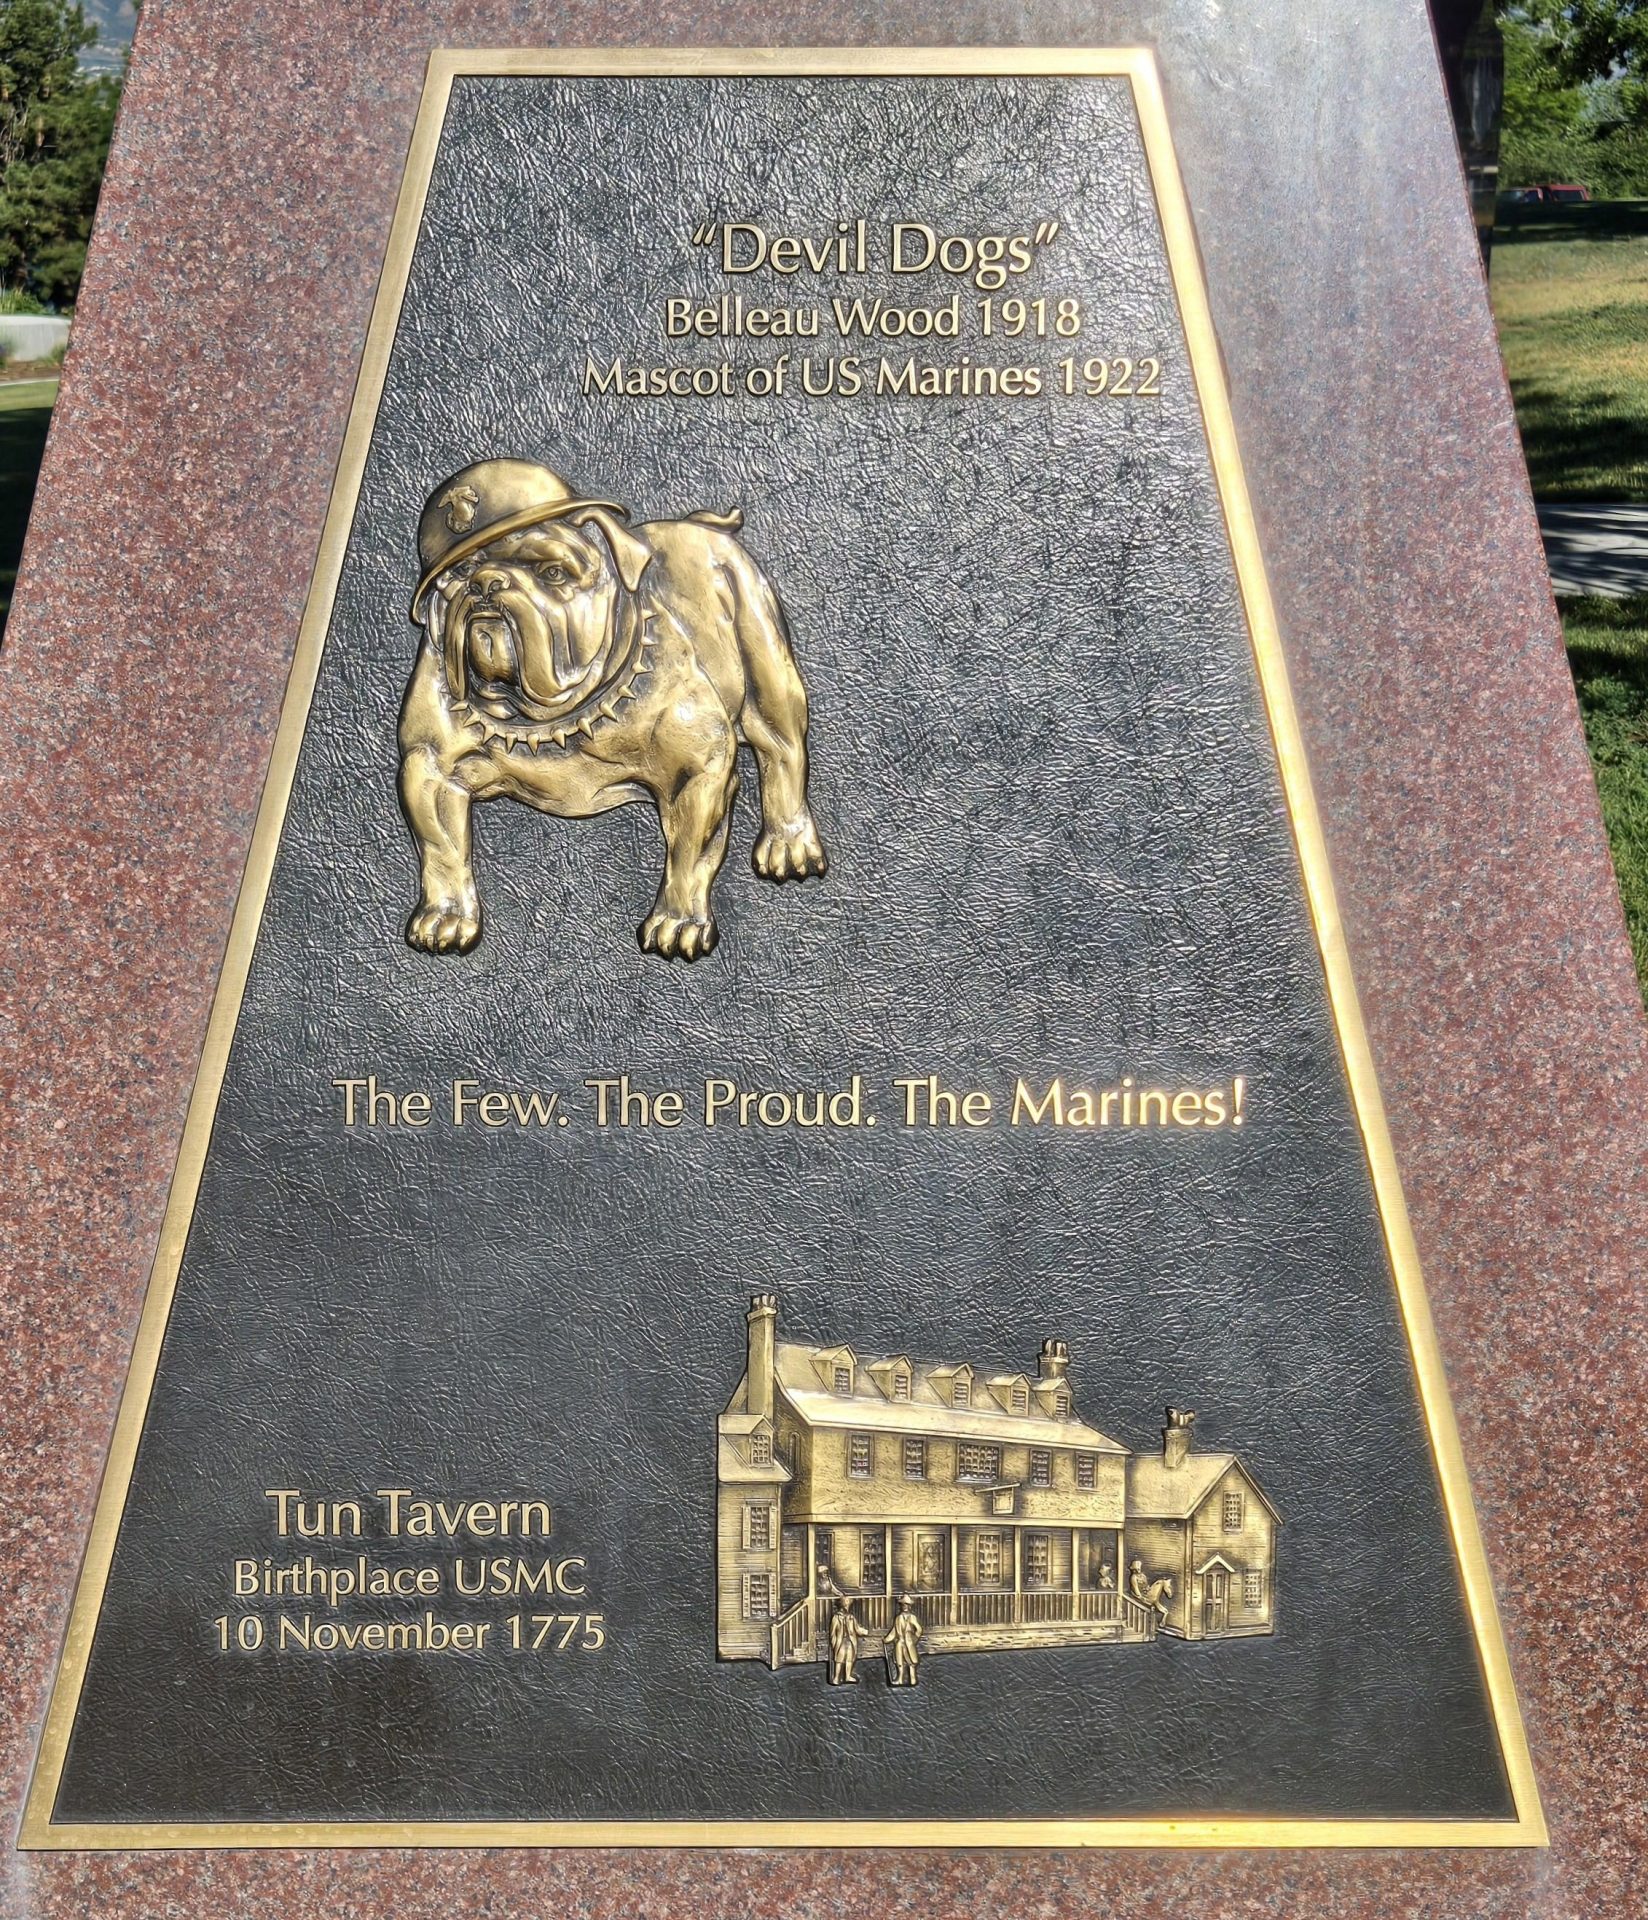 “Devil Dogs”
Belleau Wood 1918
Mascot of US Marines 1922
The Few. The Proud. The Marines!
Tun Tavern
Birthplace USMC
10 November 1775